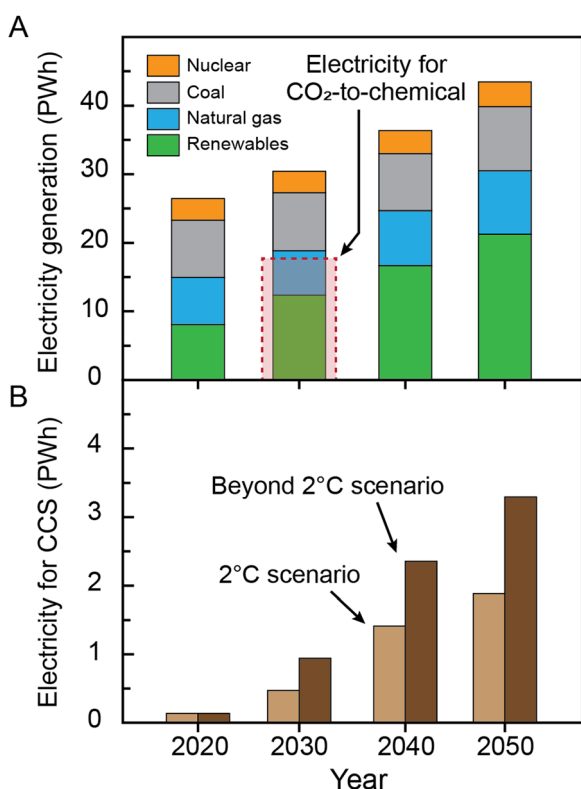 A
Electricity generation (PWh)
40
30
20
10
0
Nuclear
Coal
Natural gas
Renewables
Electricity for
CO₂-to-chemical
B
Electricity for CCS (PWh)
4
3
2
1
0
Beyond 2°C scenario
2°C scenario
2020 2030 2040 2050
Year